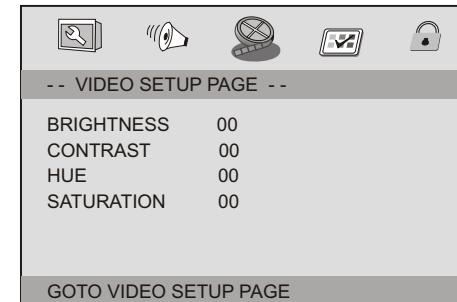 - - VIDEO SETUP PAGE - -
BRIGHTNESS 00
CONTRAST 00
HUE 00
SATURATION 00
GOTO VIDEO SETUP PAGE